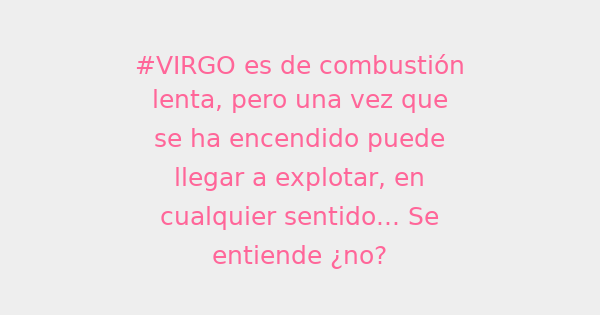 #VIRGO es de combustión
lenta, pero una vez que
se ha encendido puede
llegar a explotar, en
cualquier sentido... Se
entiende ¿no?